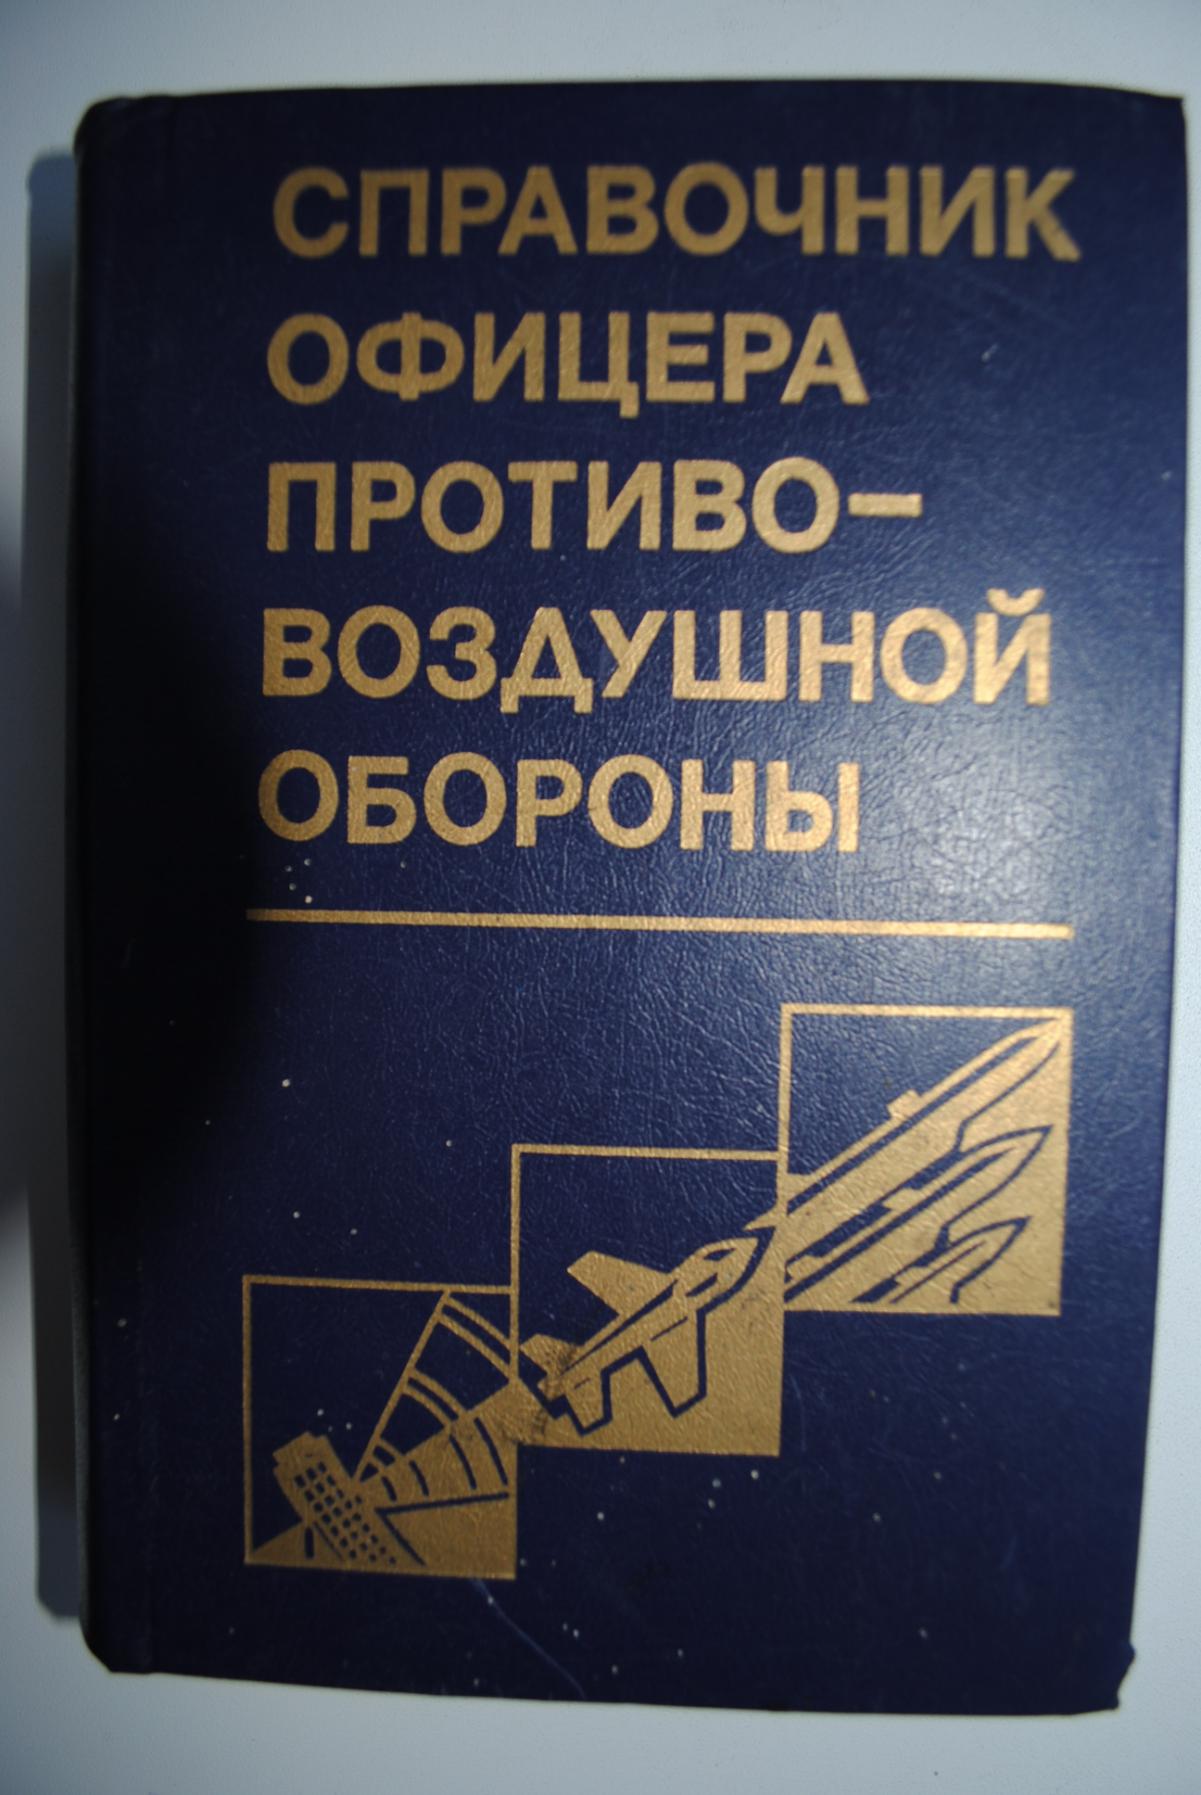 СПРАВОЧНИК
ОФИЦЕРА
ПРОТИВО-
ВОЗДУШНОЙ
ОБОРОНЫ